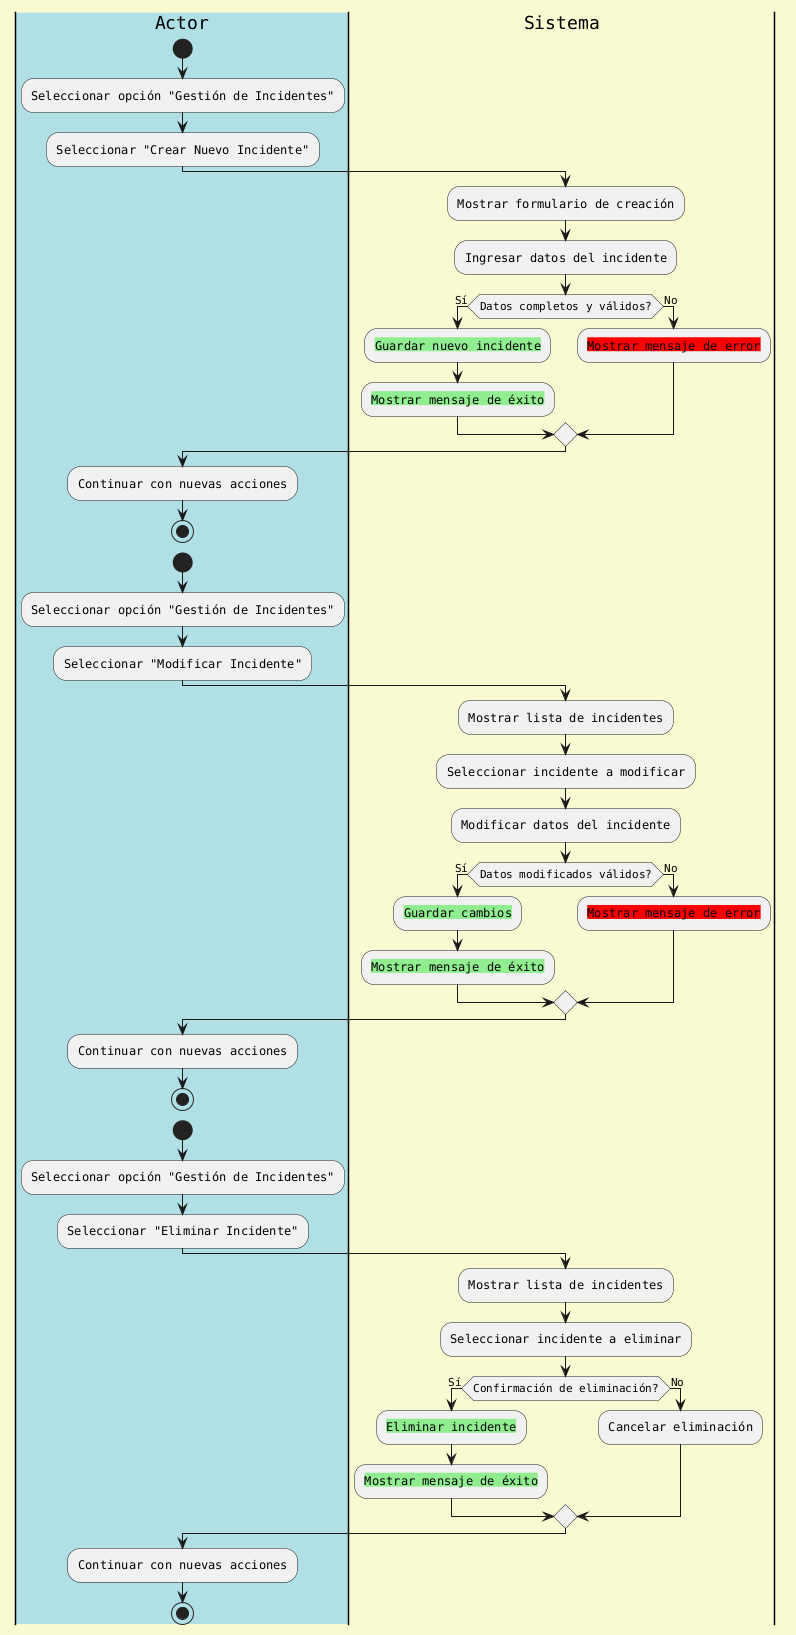 Actor
Sistema
Seleccionar opción "Gestión de Incidentes"
Seleccionar "Crear Nuevo Incidente"
Mostrar formulario de creación
Ingresar datos del incidente
Sí
Datos completos y válidos?
No
Guardar nuevo incidente
Mostrar mensaje de error
Mostrar mensaje de éxito
Continuar con nuevas acciones
Seleccionar opción "Gestión de Incidentes"
Seleccionar "Modificar Incidente"
Mostrar lista de incidentes
Seleccionar incidente a modificar
Modificar datos del incidente
Sí
Datos modificados válidos?
No
Guardar cambios
Mostrar mensaje de error
Mostrar mensaje de éxito
Continuar con nuevas acciones
Seleccionar opción "Gestión de Incidentes"
Seleccionar "Eliminar Incidente"
Mostrar lista de incidentes
Seleccionar incidente a eliminar
Sí
Confirmación de eliminación?
No
Eliminar incidente
Cancelar eliminación
Mostrar mensaje de éxito
Continuar con nuevas acciones